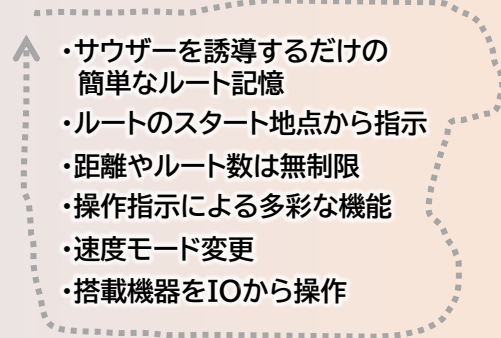 ・サウザーを誘導するだけの
簡単なルート記憶
・ルートのスタート地点から指示
・距離やルート数は無制限
・操作指示による多彩な機能
・速度モード変更
・搭載機器をIOから操作